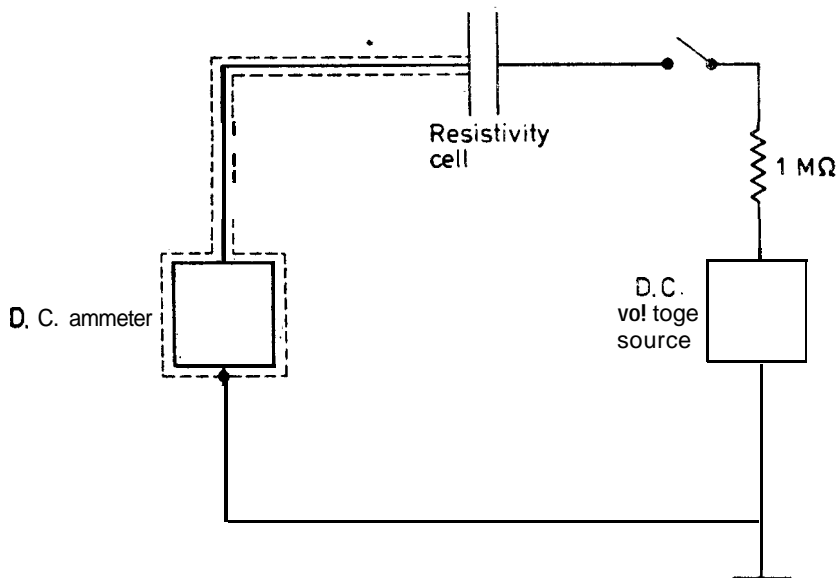 Resistivity
cell
1 MΩ
D. C. ammeter
D.C.
vo! toge
source